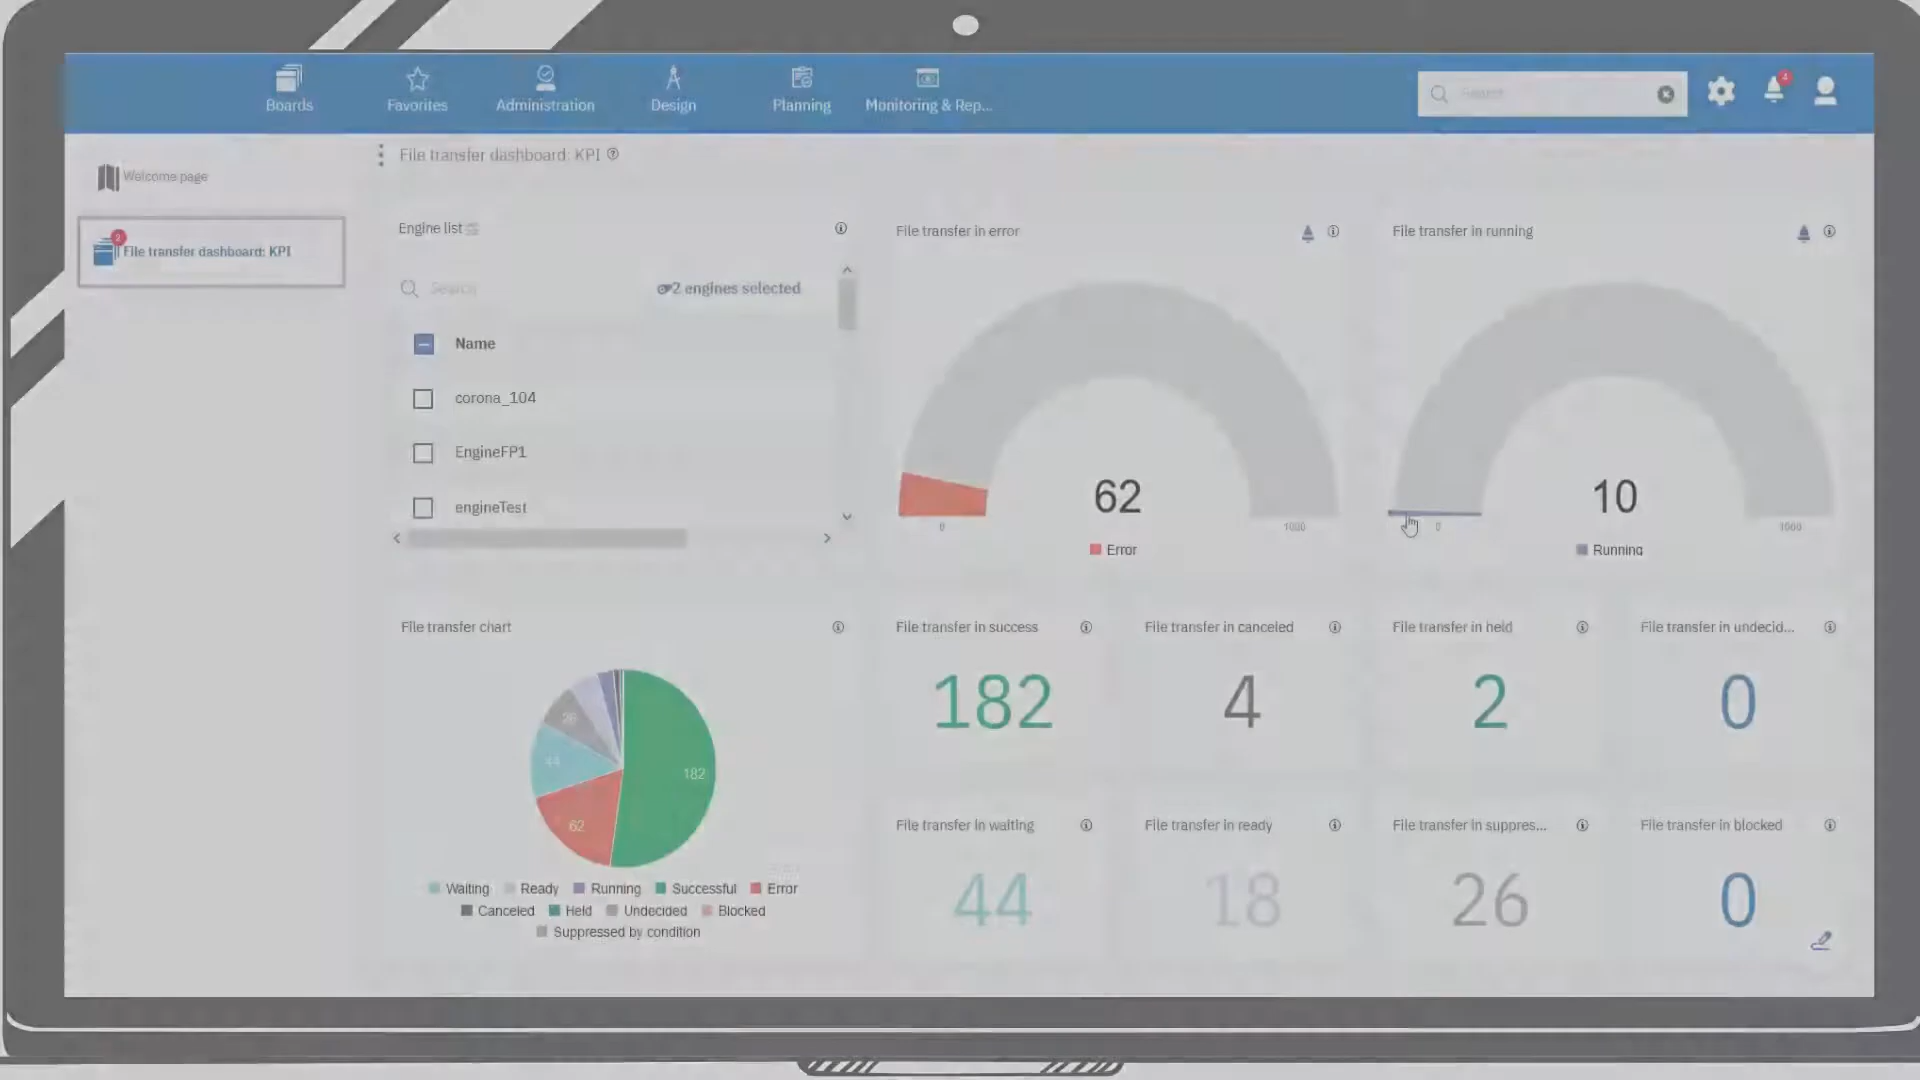 Boards
Favorites
Administration
Design
Planning
Monitoring & Rep...
Search
4
Welcome page
2
File transfer dashboard: KPI
File transfer dashboard: KPI
Engine list
Search
2 engines selected
Name
corona_104
EngineFP1
engineTest
File transfer in error
62
0
1000
Error
File transfer in running
10
0
1000
Running
File transfer chart
182
62
44
26
Waiting
Ready
Running
Successful
Error
Canceled
Held
Undecided
Blocked
Suppressed by condition
File transfer in success
182
File transfer in canceled
4
File transfer in held
2
File transfer in undecid...
0
File transfer in waiting
44
File transfer in ready
18
File transfer in suppres...
26
File transfer in blocked
0